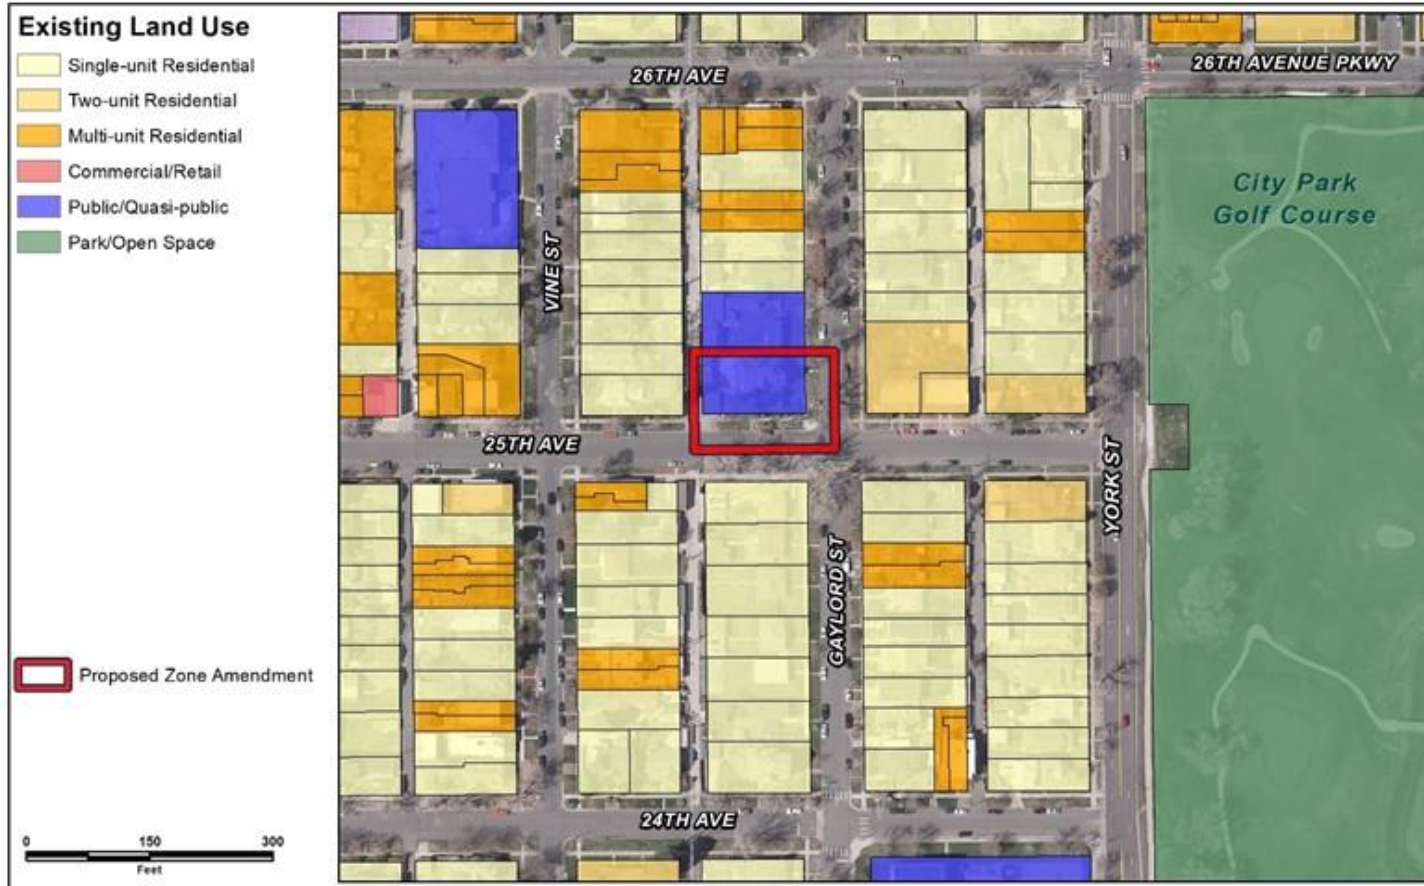 Existing Land Use
Single-unit Residential
Two-unit Residential
Multi-unit Residential
Commercial/Retail
Public/Quasi-public
Park/Open Space
Proposed Zone Amendment
0 150 300
Feet
26TH AVE
26TH AVENUE PKWY
City Park
Golf Course
VINE ST
25TH AVE
YORK ST
GAYLORD ST
24TH AVE